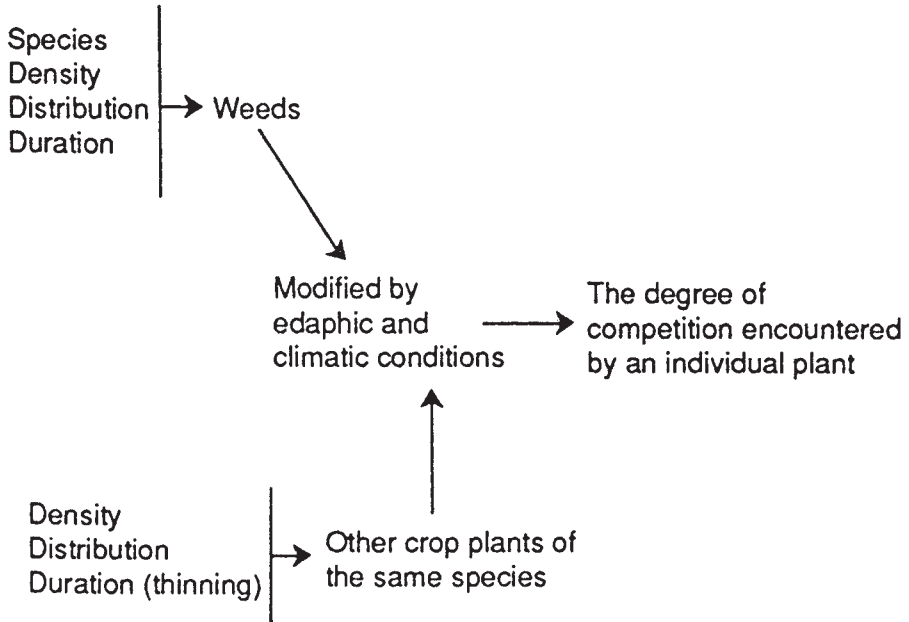 Species
Density
Distribution
Duration
Weeds
Modified by
edaphic and
climatic conditions
The degree of
competition encountered
by an individual plant
Density
Distribution
Duration (thinning)
Other crop plants of
the same species